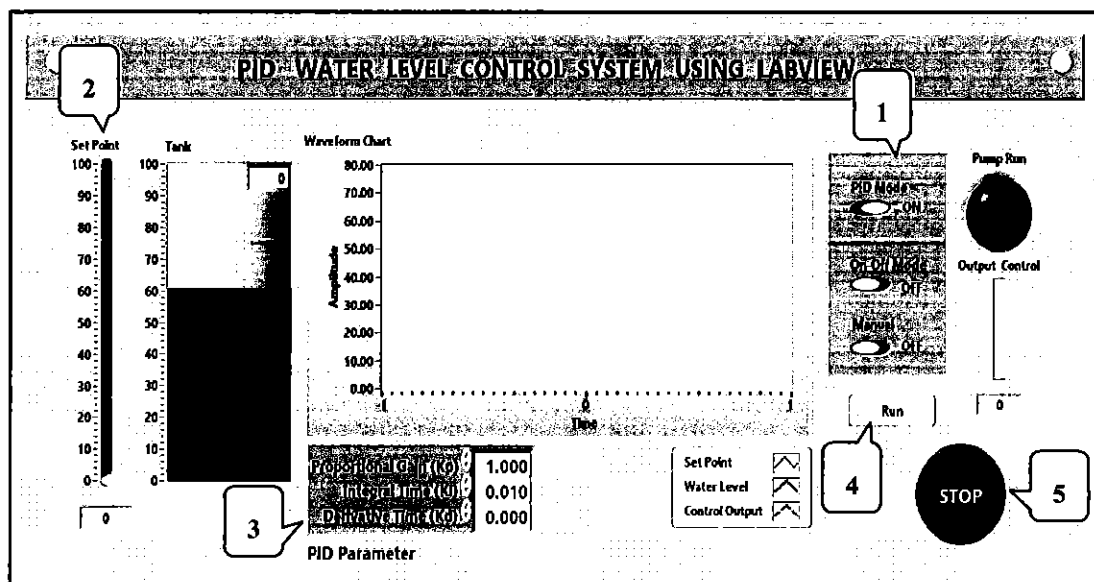 PID WATER LEVEL CONTROL SYSTEM USING LABVIEW
2
1
Set Point
Tank
Waveform Chart
Pump Run
100
90
80
70
60
50
40
30
20
10
0
0
100
90
80
70
60
50
40
30
20
10
0
0
Amplitude
80.00
70.00
60.00
50.00
40.00
30.00
20.00
10.00
0.00
0
1
Time
PID Mode
ON
On Off Mode
Off
Manual
Off
Output Control
0
Run
Proportional Gain (Kp) 1.000
Integral Time (Ki) 0.010
Derivative Time (Kd) 0.000
PID Parameter
3
Set Point
Water Level
Control Output
4
STOP
5